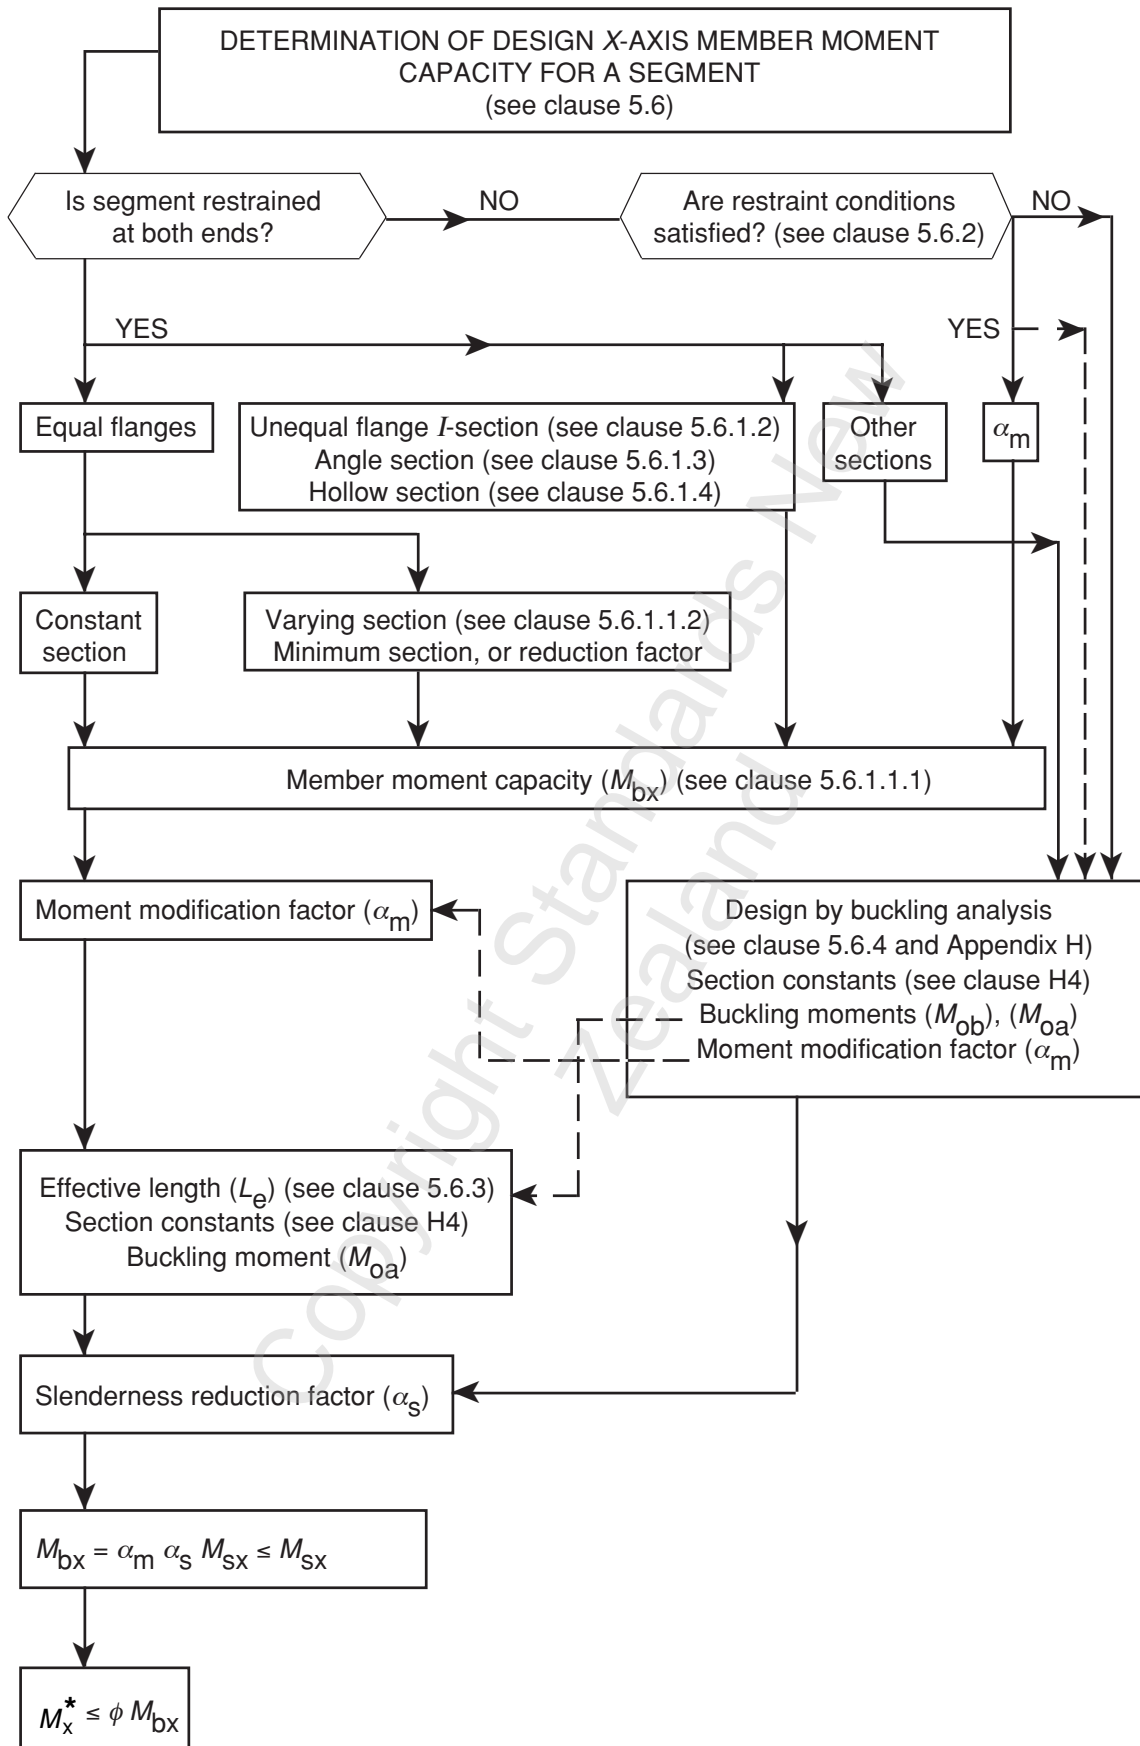 DETERMINATION OF DESIGN X-AXIS MEMBER MOMENT
CAPACITY FOR A SEGMENT
(see clause 5.6)
Is segment restrained
at both ends?
NO
Are restraint conditions
satisfied? (see clause 5.6.2)
NO
YES
YES
Equal flanges
Unequal flange I-section (see clause 5.6.1.2)
Angle section (see clause 5.6.1.3)
Hollow section (see clause 5.6.1.4)
Other
sections
αm
Constant
section
Varying section (see clause 5.6.1.1.2)
Minimum section, or reduction factor
Member moment capacity (Mbx) (see clause 5.6.1.1.1)
Moment modification factor (αm)
Design by buckling analysis
(see clause 5.6.4 and Appendix H)
Section constants (see clause H4)
Buckling moments (Mob), (Moa)
Moment modification factor (αm)
Effective length (Le) (see clause 5.6.3)
Section constants (see clause H4)
Buckling moment (Moa)
Slenderness reduction factor (αs)
Mbx = αm αs Msx ≤ Msx
Mx* ≤ ϕ Mbx
Copyright Standards New
Zealand